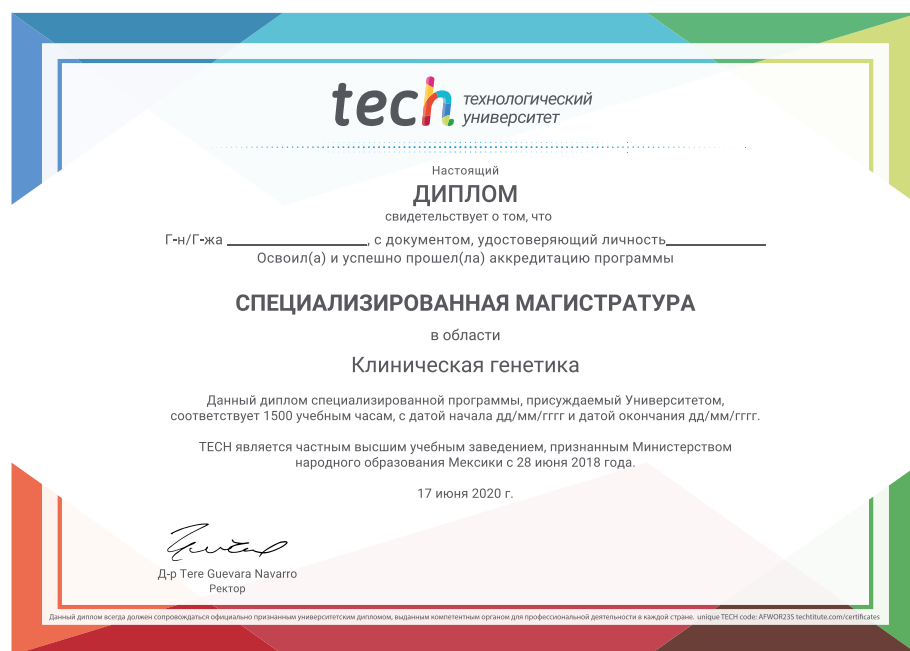 tech технологический
университет
Настоящий
ДИПЛОМ
свидетельствует о том, что
Г-н/Г-жа ____________, с документом, удостоверяющий личность____________
Освоил(а) и успешно прошел(ла) аккредитацию программы
СПЕЦИАЛИЗИРОВАННАЯ МАГИСТРАТУРА
в области
Клиническая генетика
Данный диплом специализированной программы, присуждаемый Университетом,
соответствует 1500 учебным часам, с датой начала дд/мм/гггг и датой окончания дд/мм/гггг.
TECH является частным высшим учебным заведением, признанным Министерством
народного образования Мексики с 28 июня 2018 года.
17 июня 2020 г.
Д-р Tere Guevara Navarro
Ректор
Данный диплом всегда должен сопровождаться официально признанным университетским дипломом, выданным компетентным органом для профессиональной деятельности в каждой стране. unique TECH code: AFWOR23S techtitute.com/certificates